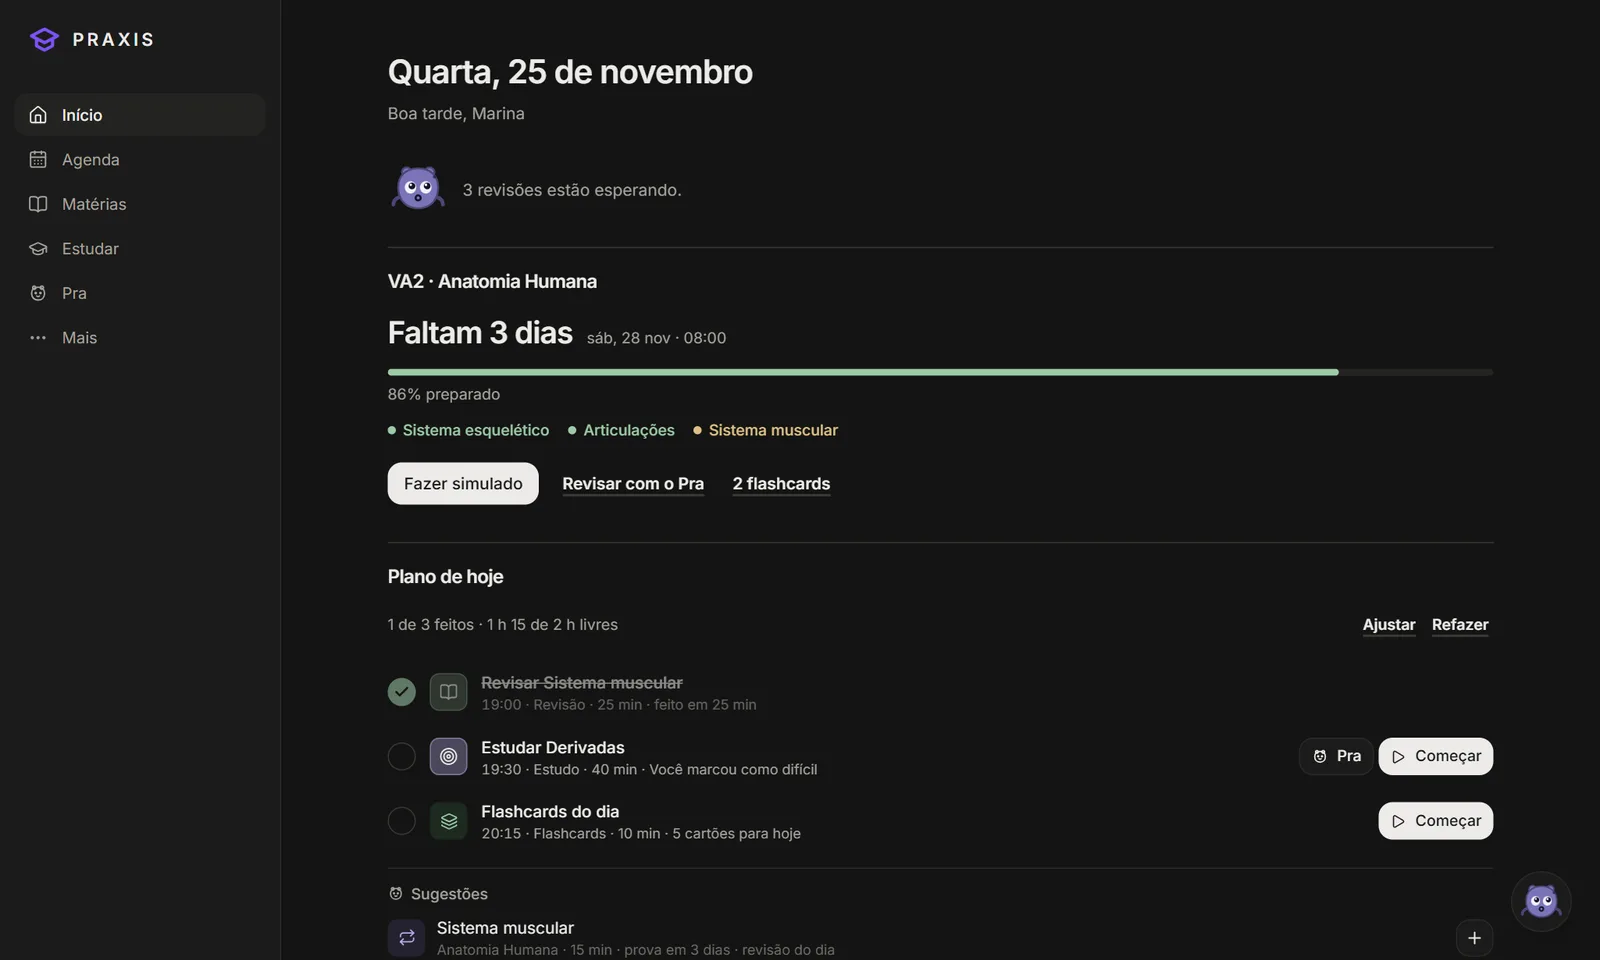 PRAXIS
Início
Agenda
Matérias
Estudar
Pra
Mais
Quarta, 25 de novembro
Boa tarde, Marina
3 revisões estão esperando.
VA2 · Anatomia Humana
Faltam 3 dias sáb, 28 nov · 08:00
86% preparado
Sistema esquelético Articulações Sistema muscular
Fazer simulado Revisar com o Pra 2 flashcards
Plano de hoje
1 de 3 feitos · 1 h 15 de 2 h livres Ajustar Refazer
Revisar Sistema muscular
19:00 · Revisão · 25 min · feito em 25 min
Estudar Derivadas
19:30 · Estudo · 40 min · Você marcou como difícil
Pra Começar
Flashcards do dia
20:15 · Flashcards · 10 min · 5 cartões para hoje
Começar
Sugestões
Sistema muscular
Anatomia Humana · 15 min · prova em 3 dias · revisão do dia